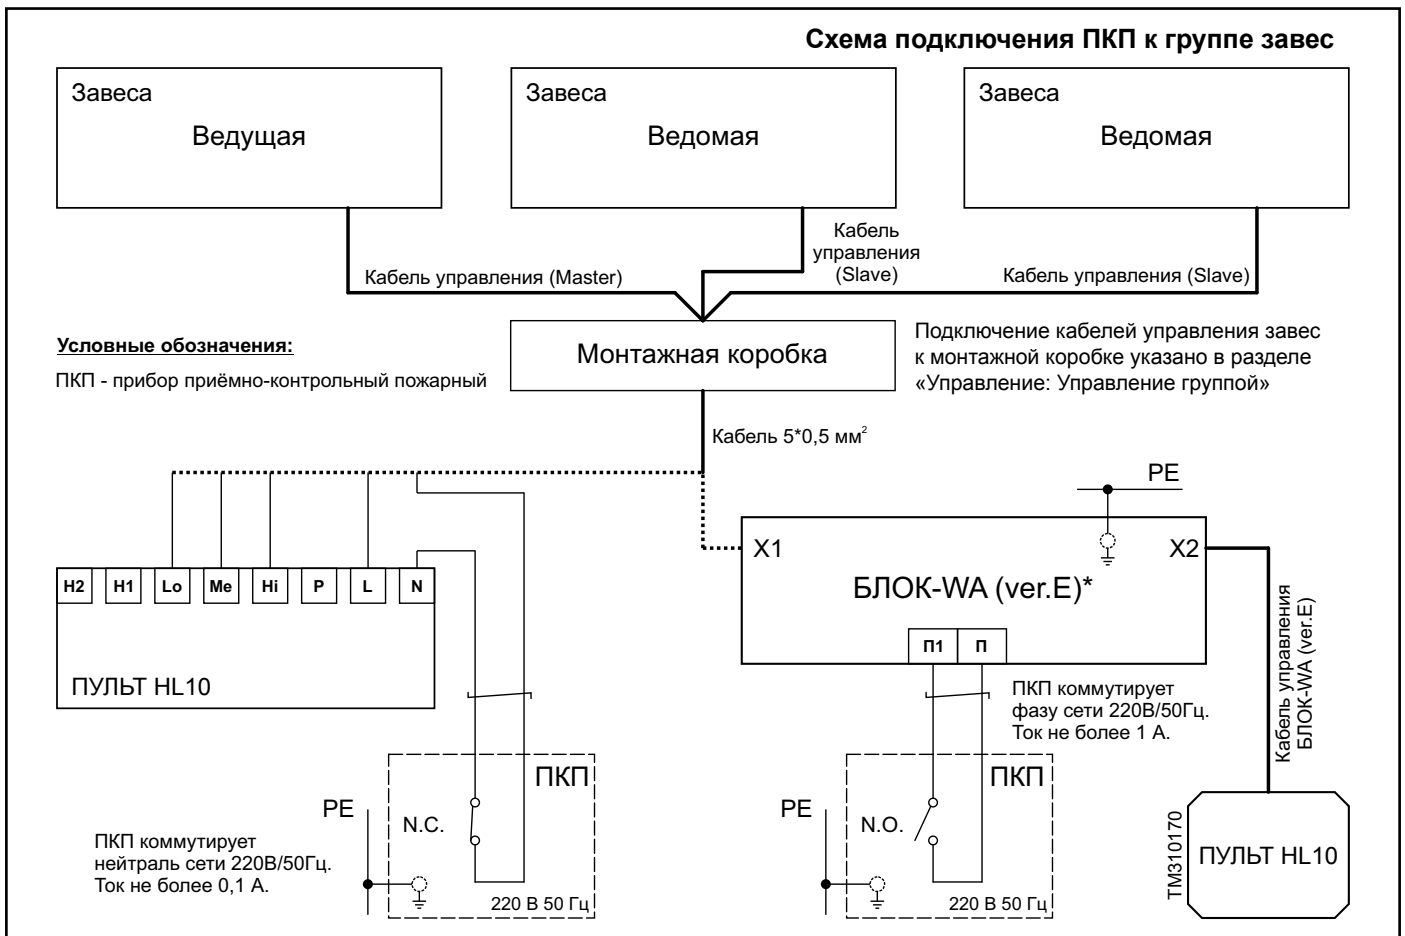 Схема подключения ПКП к группе завес
Завеса
Ведущая
Завеса
Ведомая
Завеса
Ведомая
Кабель
управления
(Slave)
Кабель управления (Master)
Кабель управления (Slave)
Условные обозначения:
ПКП - прибор приёмно-контрольный пожарный
Монтажная коробка
Подключение кабелей управления завес
к монтажной коробке указано в разделе
«Управление: Управление группой»
Кабель 5*0,5 мм²
H2 H1 Lo Me Hi P L N
ПУЛЬТ HL10
PE
X1
X2
БЛОК-WA (ver.E)*
П1 П
ПКП коммутирует
фазу сети 220В/50Гц.
Ток не более 1 А.
Кабель управления
БЛОК-WA (ver.E)
ПКП
PE
N.C.
220 В 50 Гц
ПКП коммутирует
нейтраль сети 220В/50Гц.
Ток не более 0,1 А.
ПКП
PE
N.O.
220 В 50 Гц
TM310170
ПУЛЬТ HL10